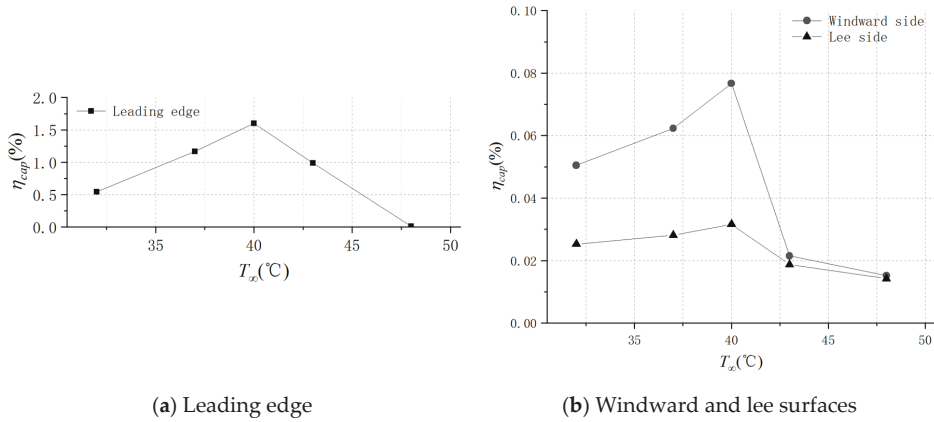 2.0
1.5
1.0
0.5
0.0
η_cap(%)
Leading edge
35 40 45 50
T_∞(℃)
(a) Leading edge
0.10
0.08
0.06
0.04
0.02
0.00
η_cap(%)
Windward side
Lee side
35 40 45 50
T_∞(℃)
(b) Windward and lee surfaces